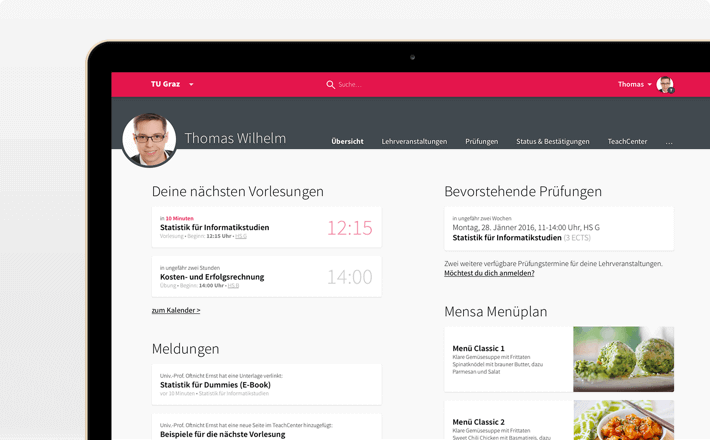 TU Graz
Suche...
Thomas
Thomas Wilhelm
Übersicht Lehrveranstaltungen Prüfungen Status & Bestätigungen TeachCenter ...
Deine nächsten Vorlesungen
in 10 Minuten
Statistik für Informatikstudien
Vorlesung • Beginn: 12:15 Uhr • HS G
12:15
in ungefähr zwei Stunden
Kosten- und Erfolgsrechnung
Übung • Beginn: 14:00 Uhr • HS B
14:00
zum Kalender >
Meldungen
Univ.-Prof. Oftnicht Ernst hat eine Unterlage verlinkt:
Statistik für Dummies (E-Book)
vor 10 Minuten • Statistik für Informatikstudien
Univ.-Prof. Oftnicht Ernst hat eine neue Seite im TeachCenter hinzugefügt:
Beispiele für die nächste Vorlesung
Bevorstehende Prüfungen
in ungefähr zwei Wochen
Montag, 28. Jänner 2016, 11-14:00 Uhr, HS G
Statistik für Informatikstudien (3 ECTS)
Zwei weitere verfügbare Prüfungstermine für deine Lehrveranstaltungen.
Möchtest du dich anmelden?
Mensa Menüplan
Menü Classic 1
Klare Gemüsesuppe mit Frittaten
Spinatknödel mit brauner Butter, dazu
Parmesan und Salat
Menü Classic 2
Klare Gemüsesuppe mit Frittaten
Sweet Chili Chicken mit Basmatireis, dazu